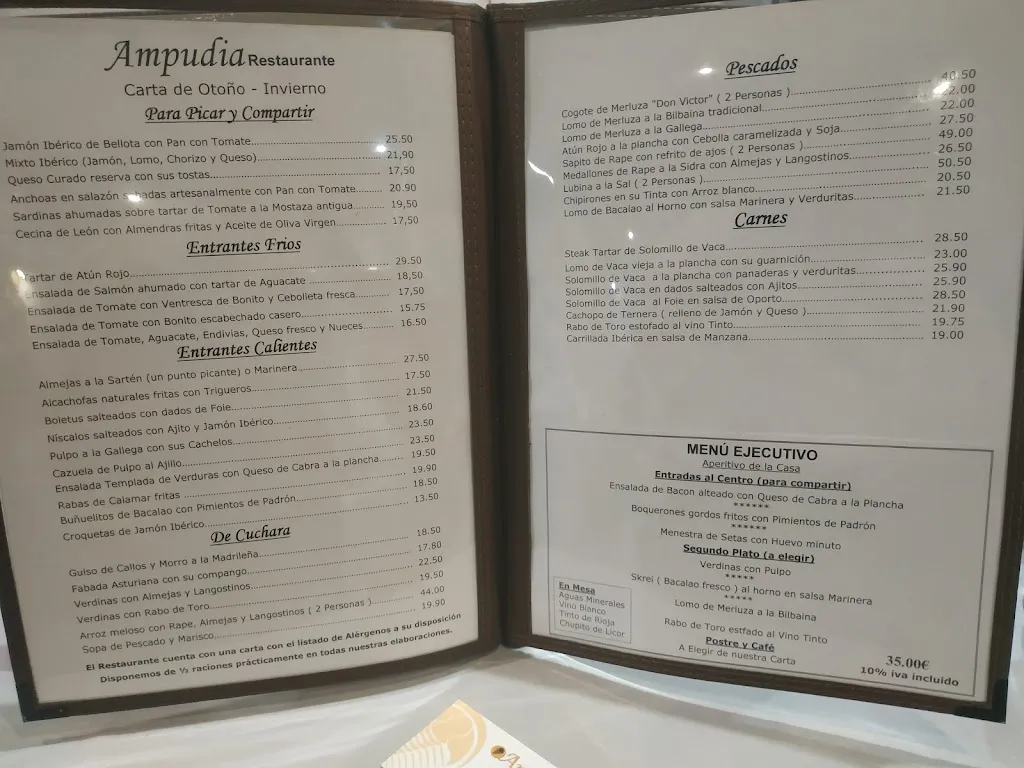 Ampudia Restaurante
Carta de Otoño - Invierno
Para Picar y Compartir
Jamón Ibérico de Bellota con Pan con Tomate 25.50
Mixto Ibérico (Jamón, Lomo, Chorizo y Queso) 21,90
Queso Curado reserva con sus tostas 17,50
Anchoas en salazón sobadas artesanalmente con Pan con Tomate 20.90
Sardinas ahumadas sobre tartar de Tomate a la Mostaza antigua 19,50
Cecina de León con Almendras fritas y Aceite de Oliva Virgen 17,50
Entrantes Frios
Tartar de Atún Rojo 29.50
Ensalada de Salmón ahumado con tartar de Aguacate 18,50
Ensalada de Tomate con Ventresca de Bonito y Cebolleta fresca 17,50
Ensalada de Tomate con Bonito escabechado casero 15.75
Ensalada de Tomate, Aguacate, Endivias, Queso fresco y Nueces 16.50
Entrantes Calientes
Almejas a la Sartén (un punto picante) o Marinera 27.50
Alcachofas naturales fritas con Trigueros 17.50
Boletus salteados con dados de Foie 21.50
Níscalos salteados con Ajito y Jamón Ibérico 18.60
Pulpo a la Gallega con sus Cachelos 23.50
Cazuela de Pulpo al Ajillo 23.50
Ensalada Templada de Verduras con Queso de Cabra a la plancha 19.50
Rabas de Calamar fritas 19.90
Buñuelitos de Bacalao con Pimientos de Padrón 18.50
Croquetas de Jamón Ibérico 13.50
De Cuchara
Guiso de Callos y Morro a la Madrileña 18.50
Fabada Asturiana con su compango 17.80
Verdinas con Almejas y Langostinos 22.50
Verdinas con Rabo de Toro 19.50
Arroz meloso con Rape, Almejas y Langostinos ( 2 Personas ) 44.00
Sopa de Pescado y Marisco 19.90
El Restaurante cuenta con una carta con el listado de Alérgenos a su disposición
Disponemos de ½ raciones prácticamente en todas nuestras elaboraciones.
Pescados
Cogote de Merluza "Don Victor" ( 2 Personas ) 40.50
Lomo de Merluza a la Bilbaina tradicional 22.00
Lomo de Merluza a la Gallega 22.00
Atún Rojo a la plancha con Cebolla caramelizada y Soja 27.50
Sapito de Rape con refrito de ajos ( 2 Personas ) 49.00
Medallones de Rape a la Sidra con Almejas y Langostinos 26.50
Lubina a la Sal ( 2 Personas ) 50.50
Chipirones en su Tinta con Arroz blanco 20.50
Lomo de Bacalao al Horno con salsa Marinera y Verduritas 21.50
Carnes
Steak Tartar de Solomillo de Vaca 28.50
Lomo de Vaca vieja a la plancha con su guarnición 23.00
Solomillo de Vaca a la plancha con panaderas y verduritas 25.90
Solomillo de Vaca en dados salteados con Ajitos 25.90
Solomillo de Vaca al Foie en salsa de Oporto 28.50
Cachopo de Ternera ( relleno de Jamón y Queso ) 21.90
Rabo de Toro estofado al vino Tinto 19.75
Carrillada Ibérica en salsa de Manzana 19.00
MENÚ EJECUTIVO
Aperitivo de la Casa
Entradas al Centro (para compartir)
Ensalada de Bacon alteado con Queso de Cabra a la Plancha
******
Boquerones gordos fritos con Pimientos de Padrón
******
Menestra de Setas con Huevo minuto
Segundo Plato (a elegir)
Verdinas con Pulpo
*****
Skrei ( Bacalao fresco ) al horno en salsa Marinera
*****
Lomo de Merluza a la Bilbaina
Rabo de Toro estfado al Vino Tinto
Postre y Café
A Elegir de nuestra Carta
En Mesa
Aguas Minerales
Vino Blanco
Tinto de Rioja
Chupito de Licor
35.00€
10% iva incluido